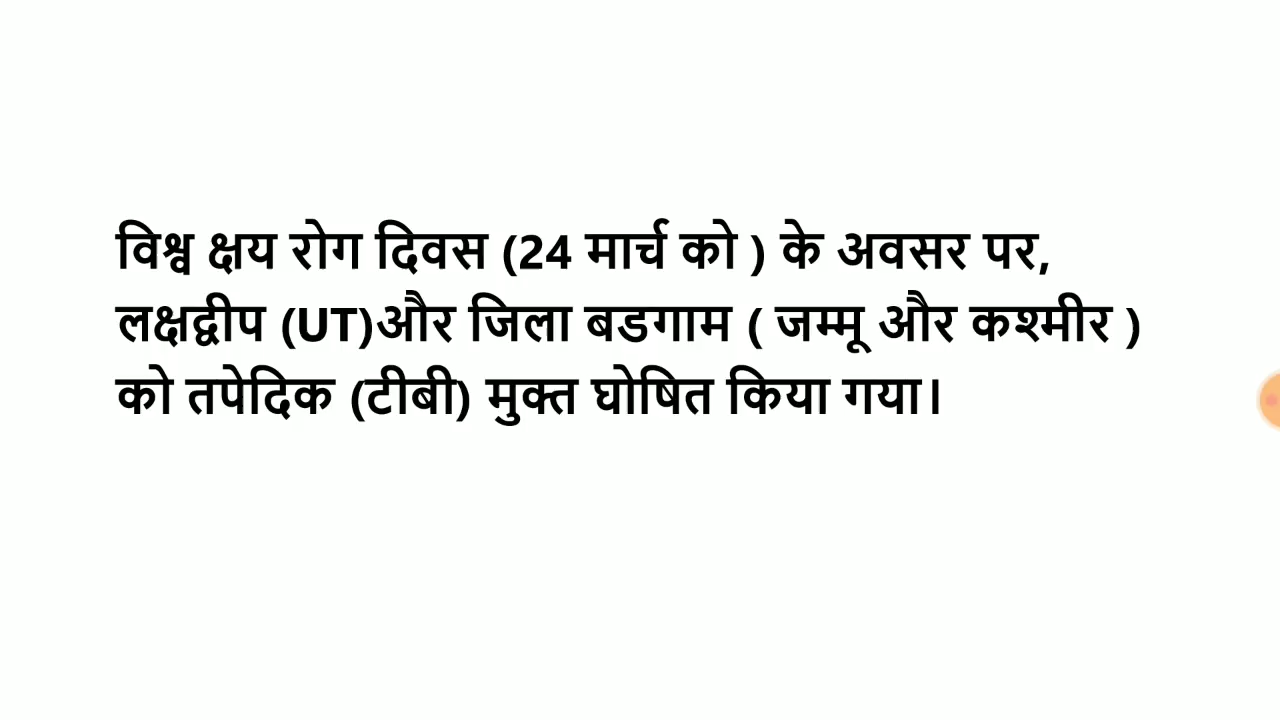 विश्व क्षय रोग दिवस (24 मार्च को ) के अवसर पर,
लक्षद्वीप (UT)और जिला बडगाम ( जम्मू और कश्मीर )
को तपेदिक (टीबी) मुक्त घोषित किया गया।